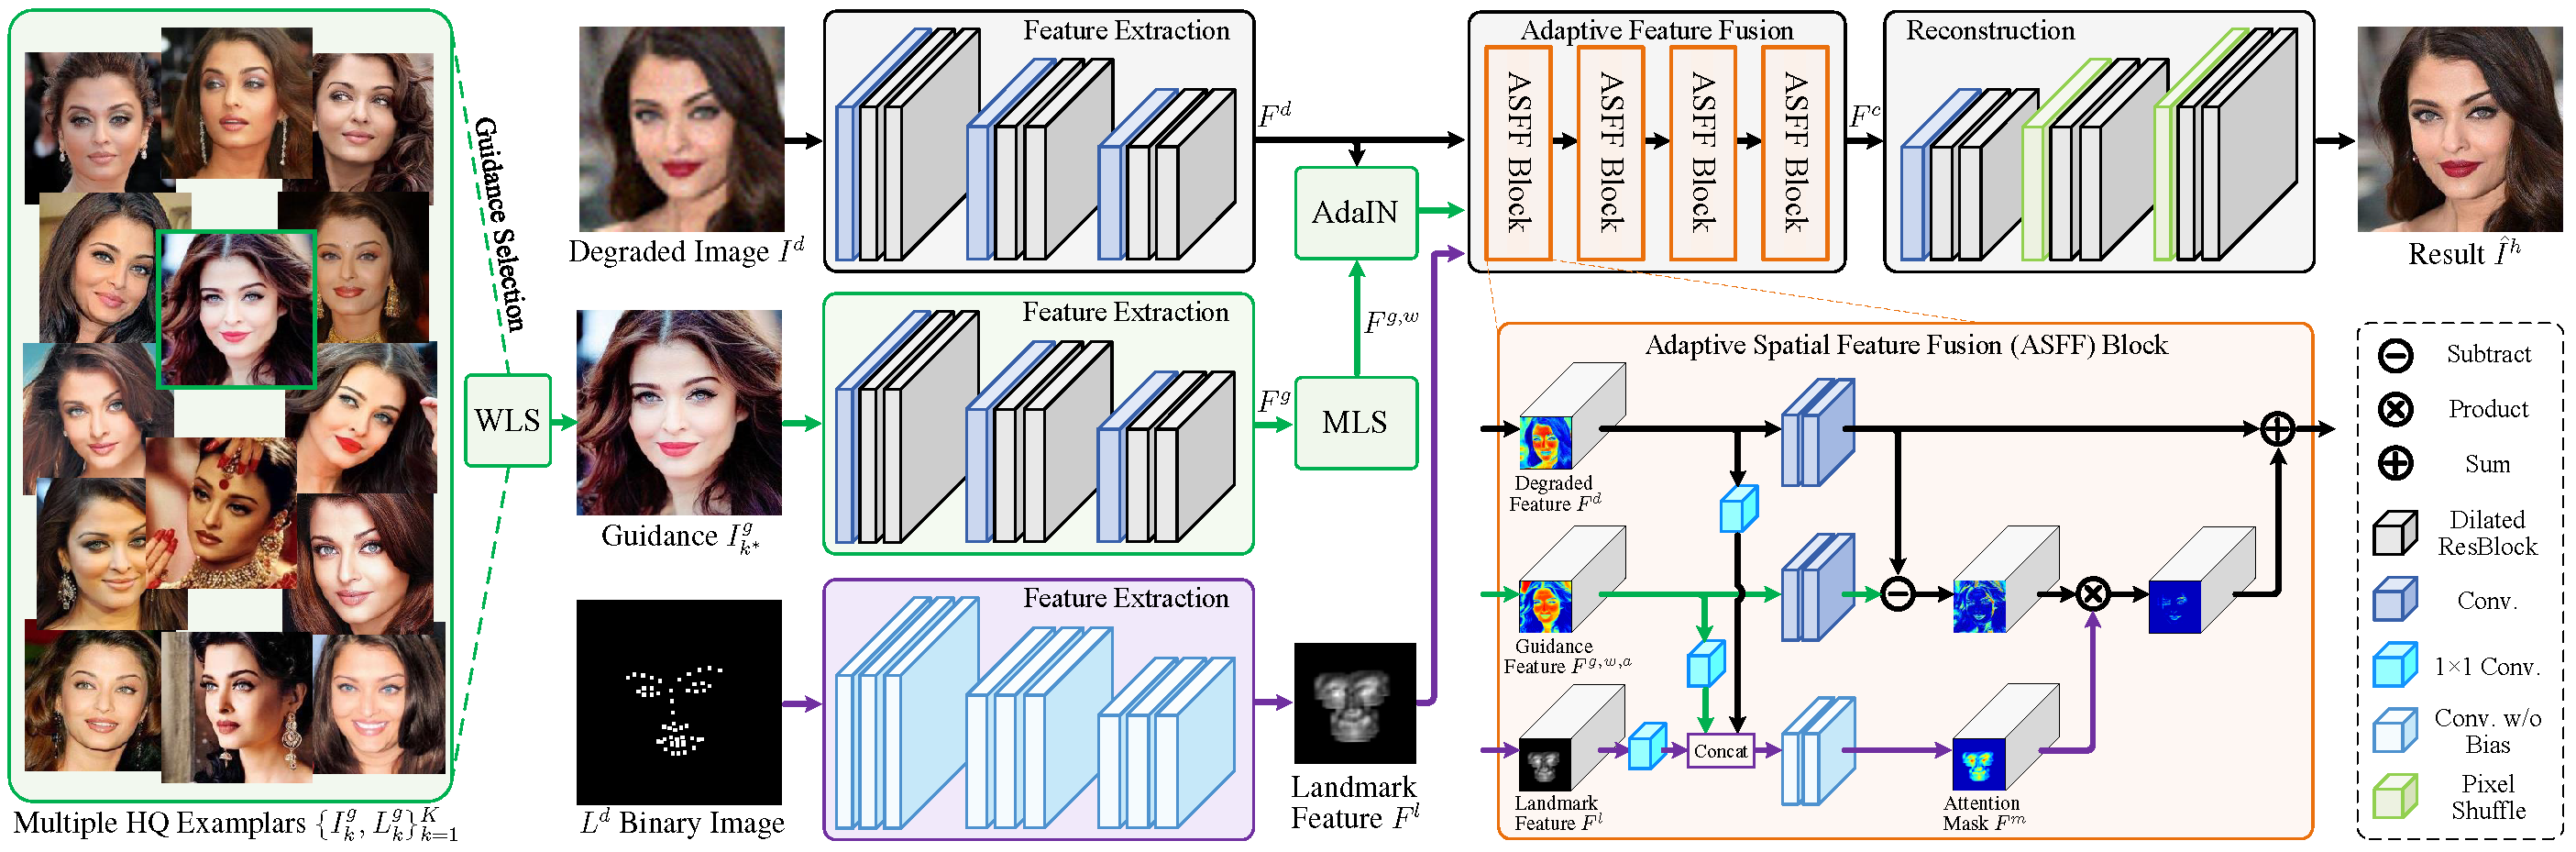 Multiple HQ Examplars {I_k^g, L_k^g}_{k=1}^K
Guidance Selection
WLS
Degraded Image I^d
Guidance I_{k*}^g
L^d Binary Image
Feature Extraction
Feature Extraction
Feature Extraction
F^d
F^g
F^{g,w}
AdaIN
MLS
Landmark
Feature F^l
Adaptive Feature Fusion
ASFF Block
ASFF Block
ASFF Block
ASFF Block
F^c
Reconstruction
Result Î^h
Adaptive Spatial Feature Fusion (ASFF) Block
Degraded
Feature F^d
Guidance
Feature F^{g,w,a}
Landmark
Feature F^l
Concat
Attention
Mask F^m
Subtract
Product
Sum
Dilated
ResBlock
Conv.
1×1 Conv.
Conv. w/o
Bias
Pixel
Shuffle